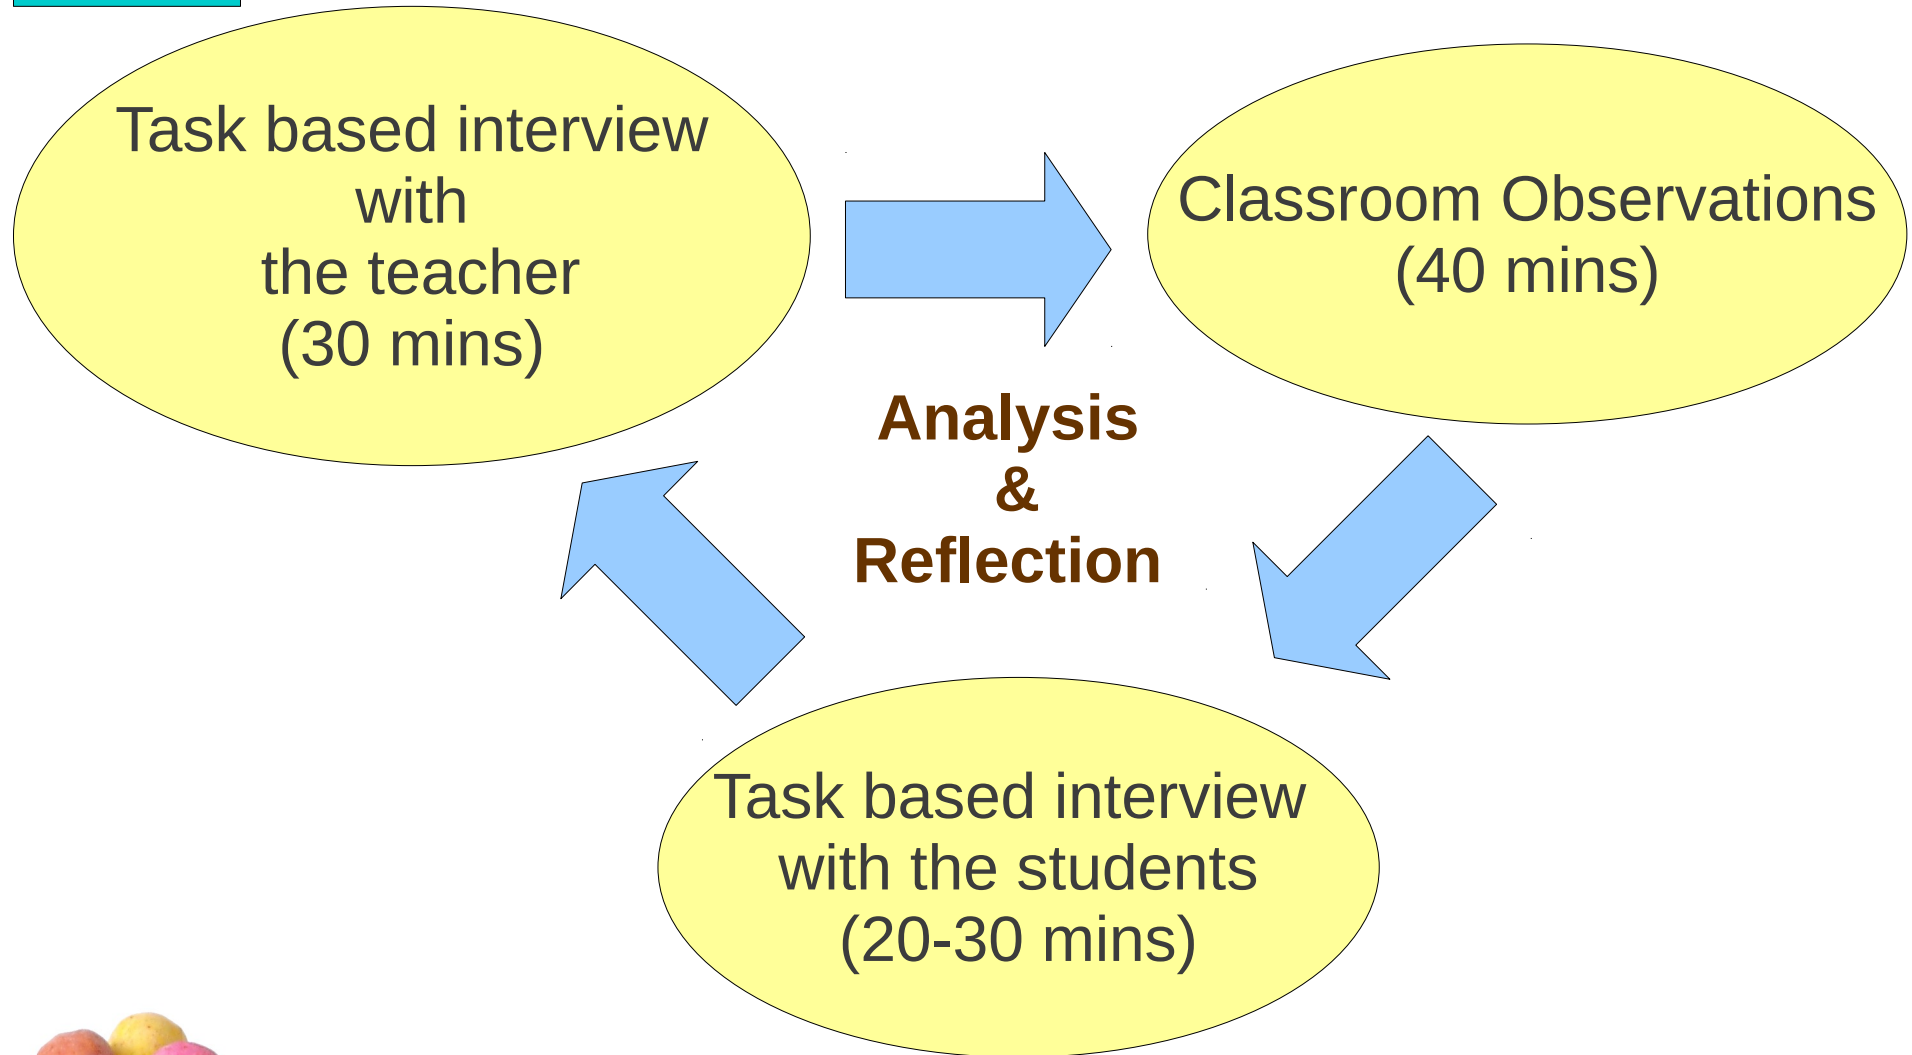 Task based interview
with
the teacher
(30 mins)
Classroom Observations
(40 mins)
Analysis
&
Reflection
Task based interview
with the students
(20-30 mins)